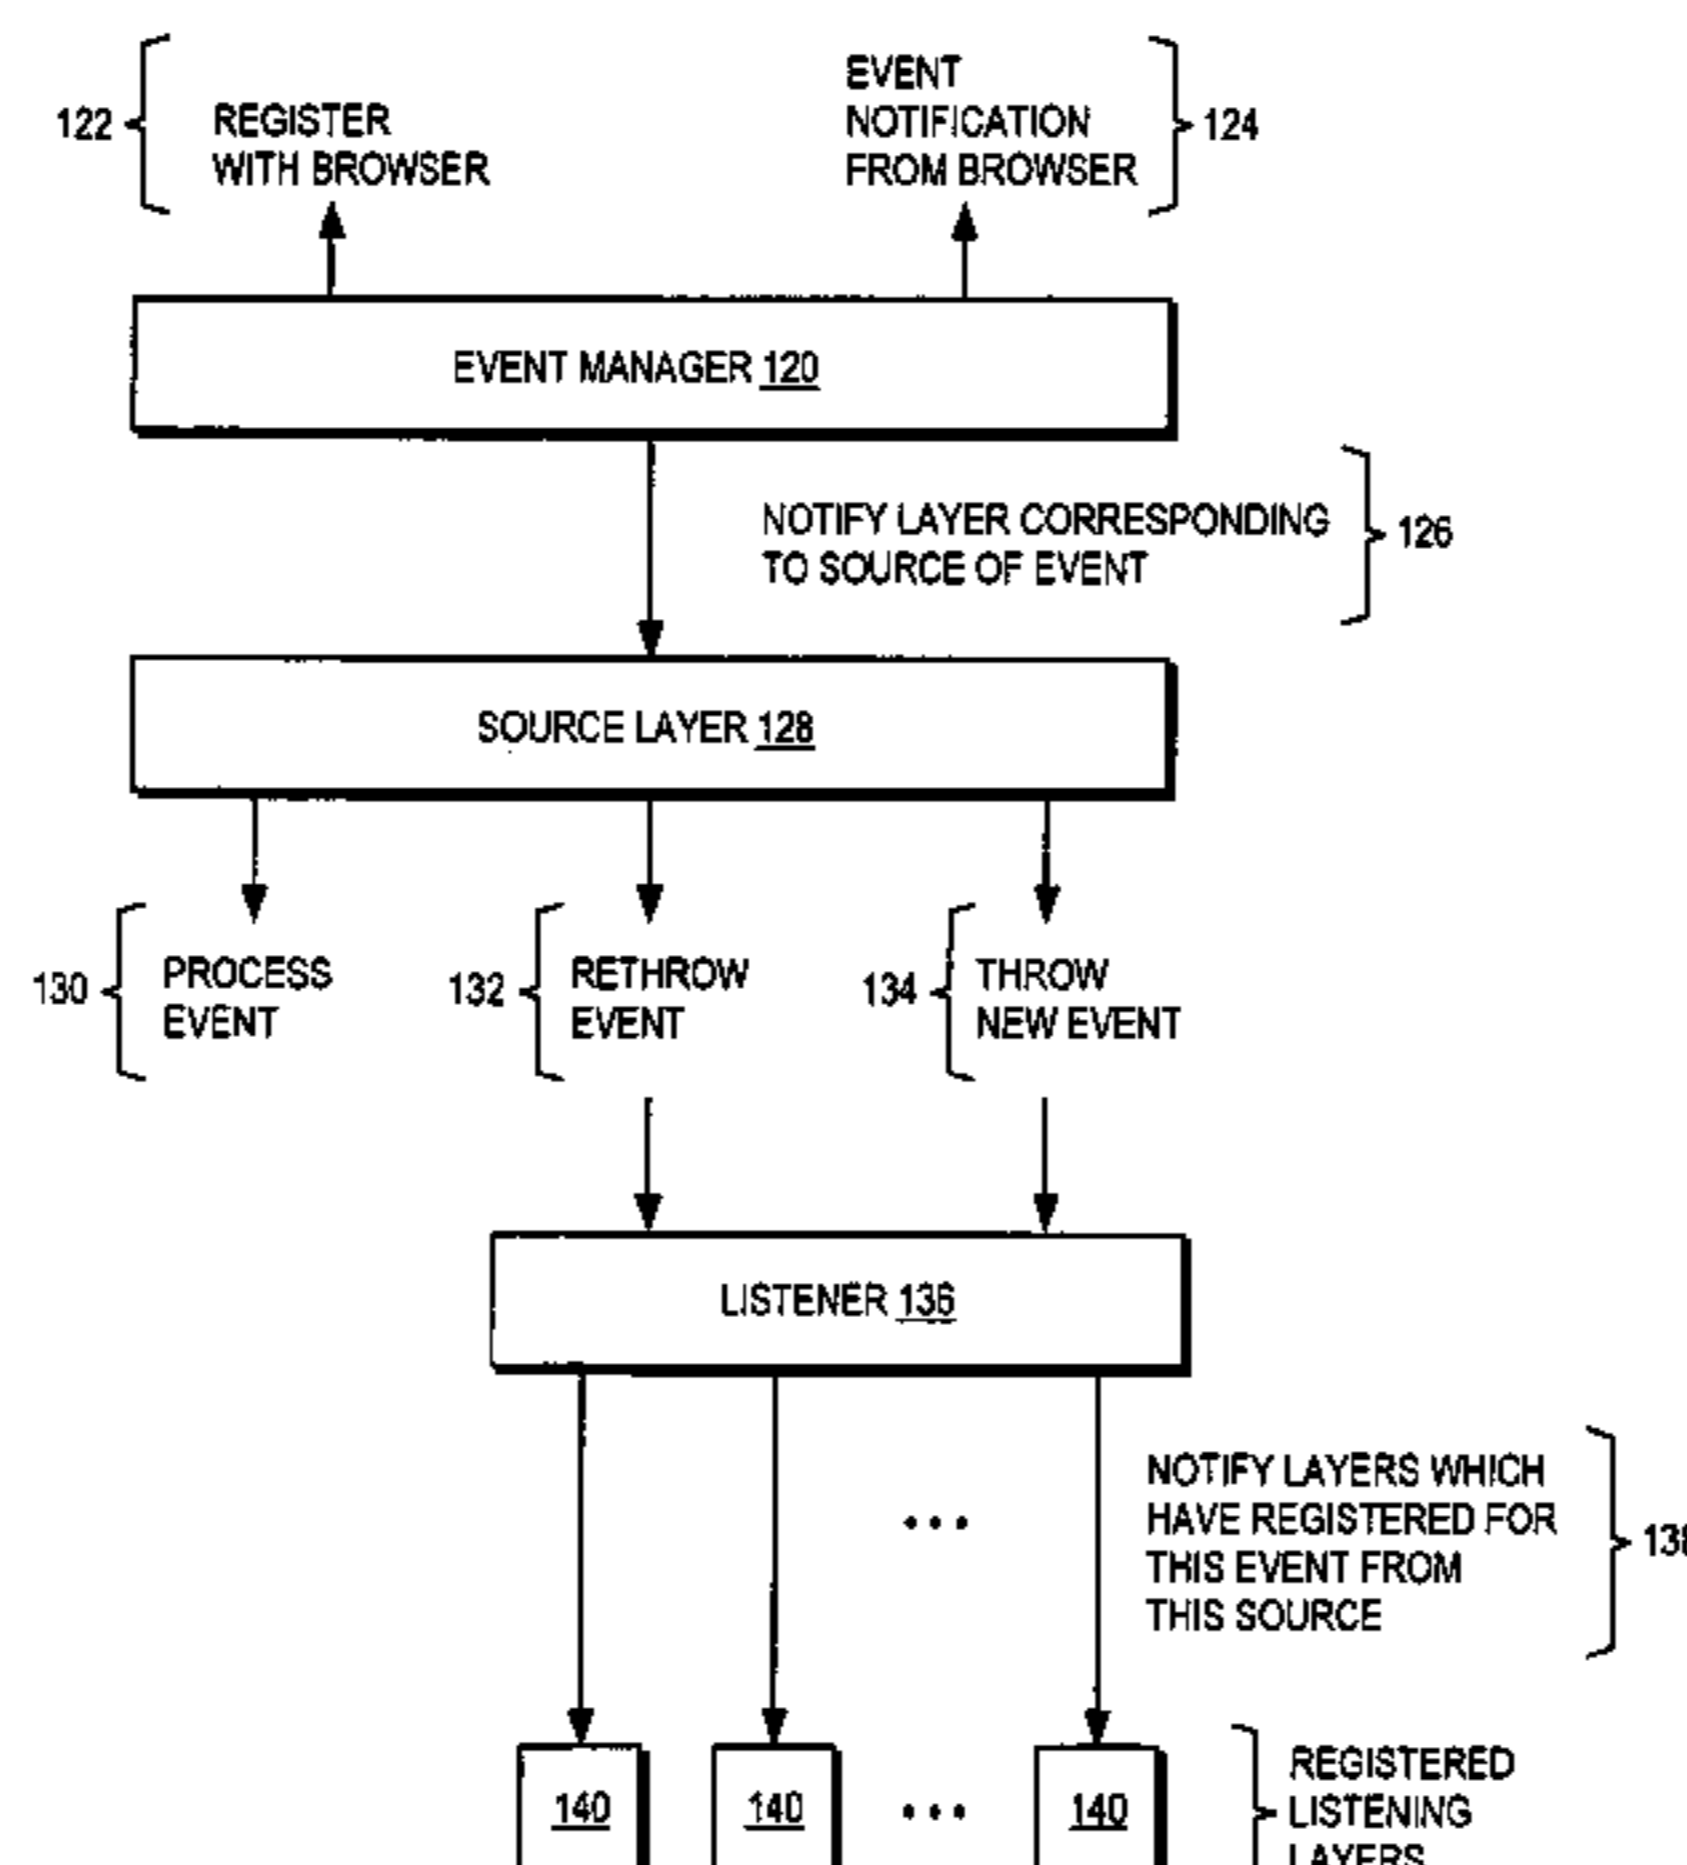 122
REGISTER
WITH BROWSER
EVENT
NOTIFICATION
FROM BROWSER
124
EVENT MANAGER 120
NOTIFY LAYER CORRESPONDING
TO SOURCE OF EVENT
126
SOURCE LAYER 128
130
PROCESS
EVENT
132
RETHROW
EVENT
134
THROW
NEW EVENT
LISTENER 136
NOTIFY LAYERS WHICH
HAVE REGISTERED FOR
THIS EVENT FROM
THIS SOURCE
138
140
140
...
140
REGISTERED
LISTENING
LAYERS